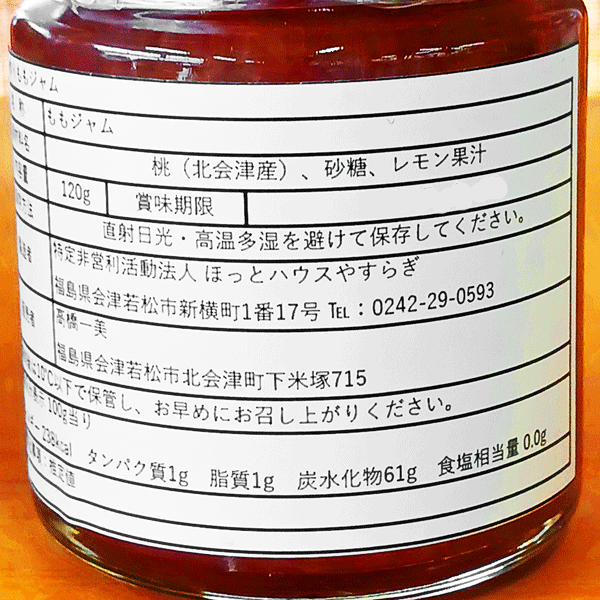 ももジャム
名 ももジャム
桃（北会津産）、砂糖、レモン果汁
120g 賞味期限
直射日光・高温多湿を避けて保存してください。
特定非営利活動法人 ほっとハウスやすらぎ
福島県会津若松市新横町1番17号 ℡：0242-29-0593
髙橋一美
福島県会津若松市北会津町下米塚715
10℃以下で保管し、お早めにお召し上がりください。
100g当り
238kcal タンパク質1g 脂質1g 炭水化物61g 食塩相当量 0.0g
推定値